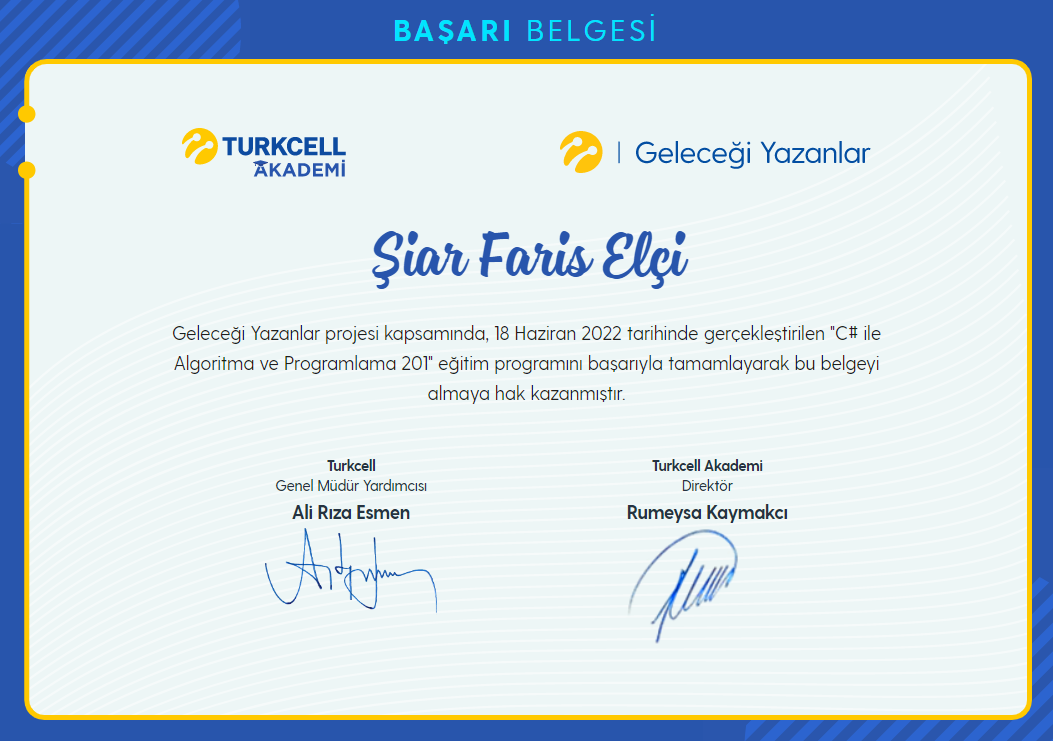 BAŞARI BELGESİ
TURKCELL
AKADEMİ
Geleceği Yazanlar
Şiar Faris Elçi
Geleceği Yazanlar projesi kapsamında, 18 Haziran 2022 tarihinde gerçekleştirilen "C# ile
Algoritma ve Programlama 201" eğitim programını başarıyla tamamlayarak bu belgeyi
almaya hak kazanmıştır.
Turkcell
Genel Müdür Yardımcısı
Ali Rıza Esmen
Turkcell Akademi
Direktör
Rumeysa Kaymakcı